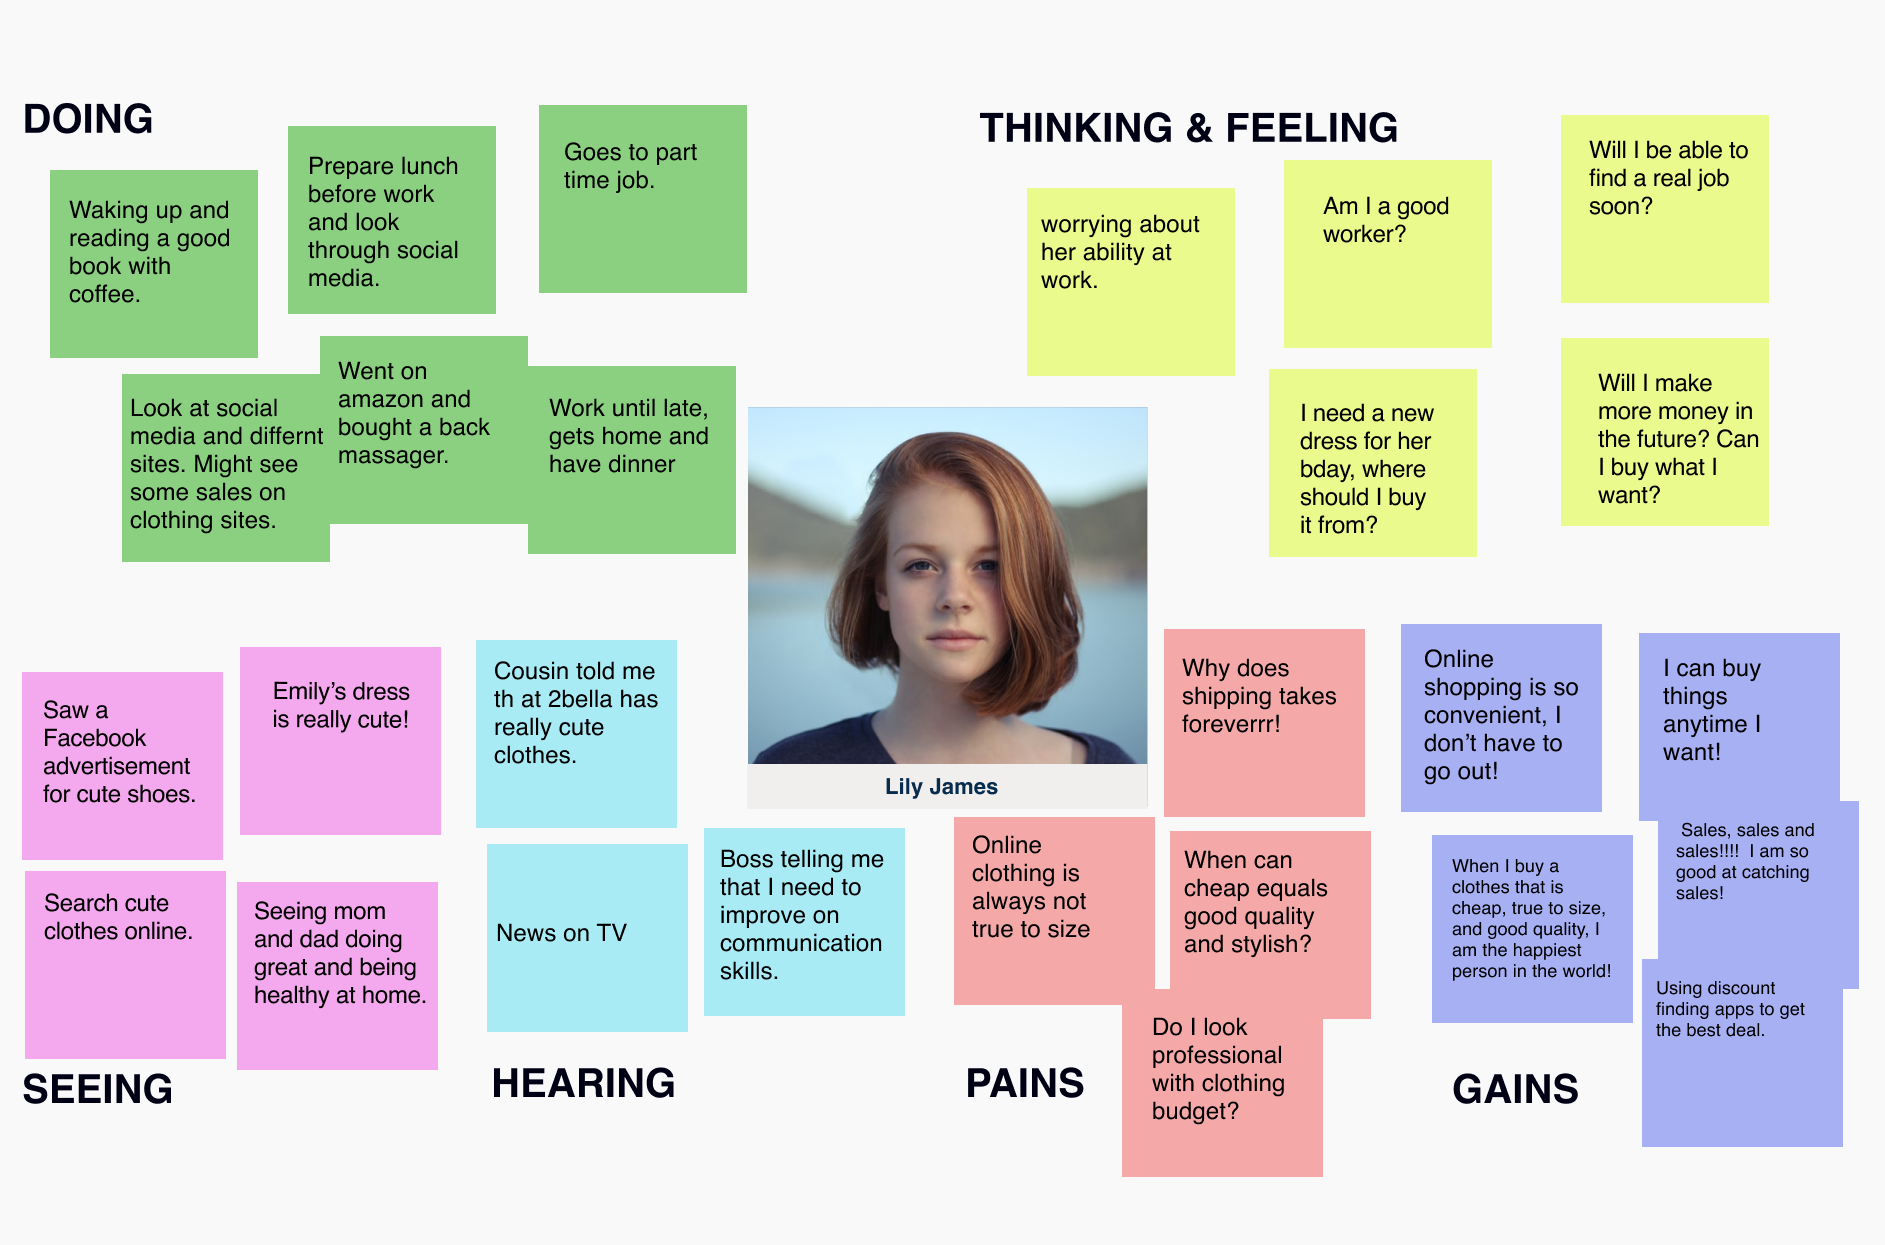 DOING
Waking up and
reading a good
book with
coffee.
Prepare lunch
before work
and look
through social
media.
Goes to part
time job.
Look at social
media and differnt
sites. Might see
some sales on
clothing sites.
Went on
amazon and
bought a back
massager.
Work until late,
gets home and
have dinner
THINKING & FEELING
worrying about
her ability at
work.
Am I a good
worker?
Will I be able to
find a real job
soon?
I need a new
dress for her
bday, where
should I buy
it from?
Will I make
more money in
the future? Can
I buy what I
want?
Lily James
Saw a
Facebook
advertisement
for cute shoes.
Emily’s dress
is really cute!
Search cute
clothes online.
Seeing mom
and dad doing
great and being
healthy at home.
SEEING
Cousin told me
th at 2bella has
really cute
clothes.
News on TV
Boss telling me
that I need to
improve on
communication
skills.
HEARING
Why does
shipping takes
foreverrr!
Online
clothing is
always not
true to size
When can
cheap equals
good quality
and stylish?
Do I look
professional
with clothing
budget?
PAINS
Online
shopping is so
convenient, I
don’t have to
go out!
I can buy
things
anytime I
want!
When I buy a
clothes that is
cheap, true to size,
and good quality, I
am the happiest
person in the world!
Sales, sales and
sales!!!! I am so
good at catching
sales!
Using discount
finding apps to get
the best deal.
GAINS